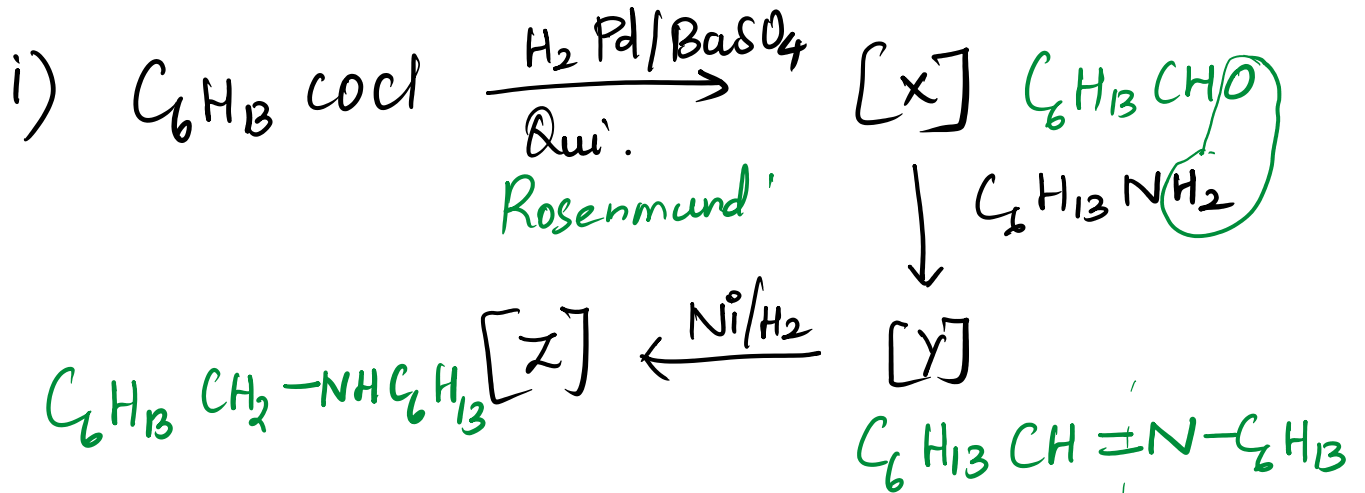 i) C₆H₁₃ COCl H₂ Pd/BaSO₄ [X] C₆H₁₃ CHO
Qui.
Rosenmund
C₆H₁₃ NH₂
[Z] Ni/H₂ [Y]
C₆H₁₃ CH₂ —NHC₆H₁₃
C₆H₁₃ CH =N–C₆H₁₃